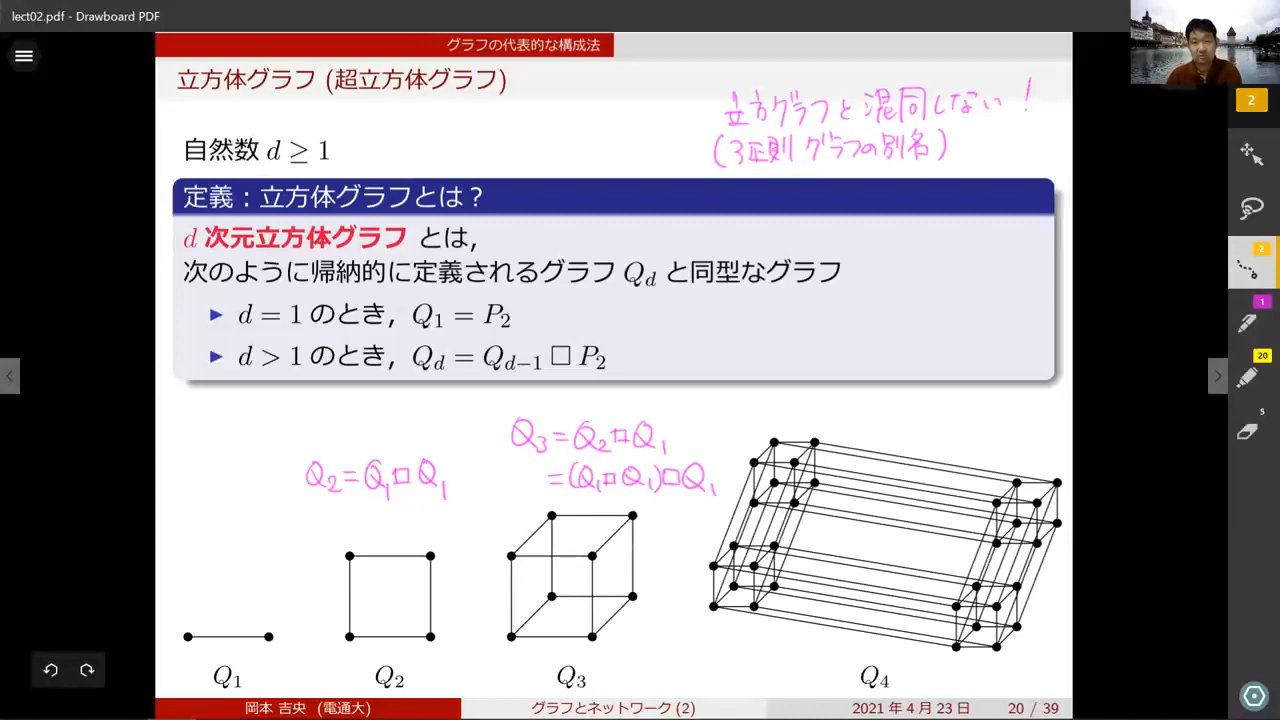 lect02.pdf - Drawboard PDF
グラフの代表的な構成法
立方体グラフ (超立方体グラフ)
立方グラフと混同しない!
(3正則グラフの別名)
自然数 d ≥ 1
定義:立方体グラフとは?
d 次元立方体グラフ とは,
次のように帰納的に定義されるグラフ Q_d と同型なグラフ
▶ d = 1 のとき, Q_1 = P_2
▶ d > 1 のとき, Q_d = Q_{d−1} □ P_2
Q_2 = Q_1 □ Q_1
Q_3 = Q_2 □ Q_1
= (Q_1 □ Q_1) □ Q_1
Q_1
Q_2
Q_3
Q_4
岡本 吉央 (電通大)
グラフとネットワーク (2)
2021 年 4 月 23 日
20 / 39
2
2
1
20
5